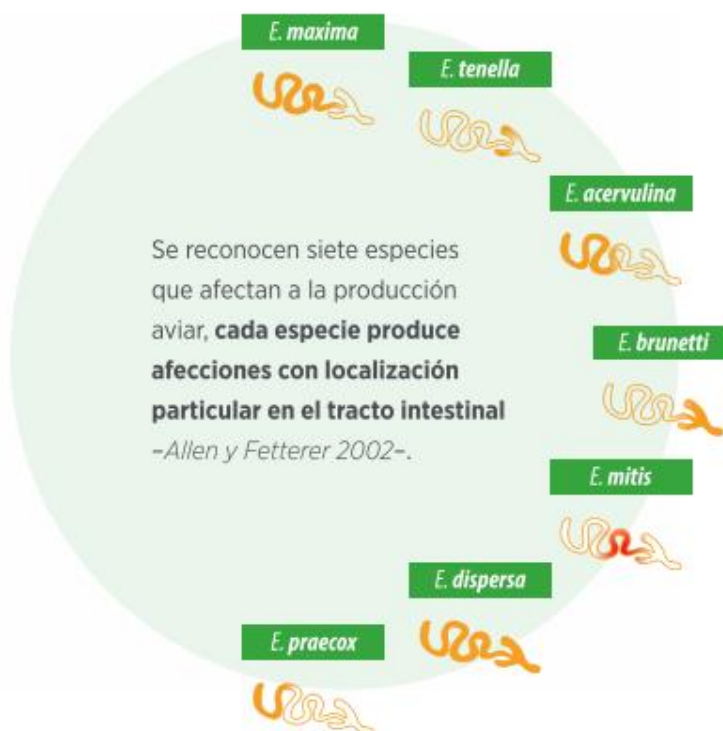 E. maxima
E. tenella
E. acervulina
Se reconocen siete especies
que afectan a la producción
aviar, cada especie produce
afecciones con localización
particular en el tracto intestinal
–Allen y Fetterer 2002–.
E. brunetti
E. mitis
E. dispersa
E. praecox